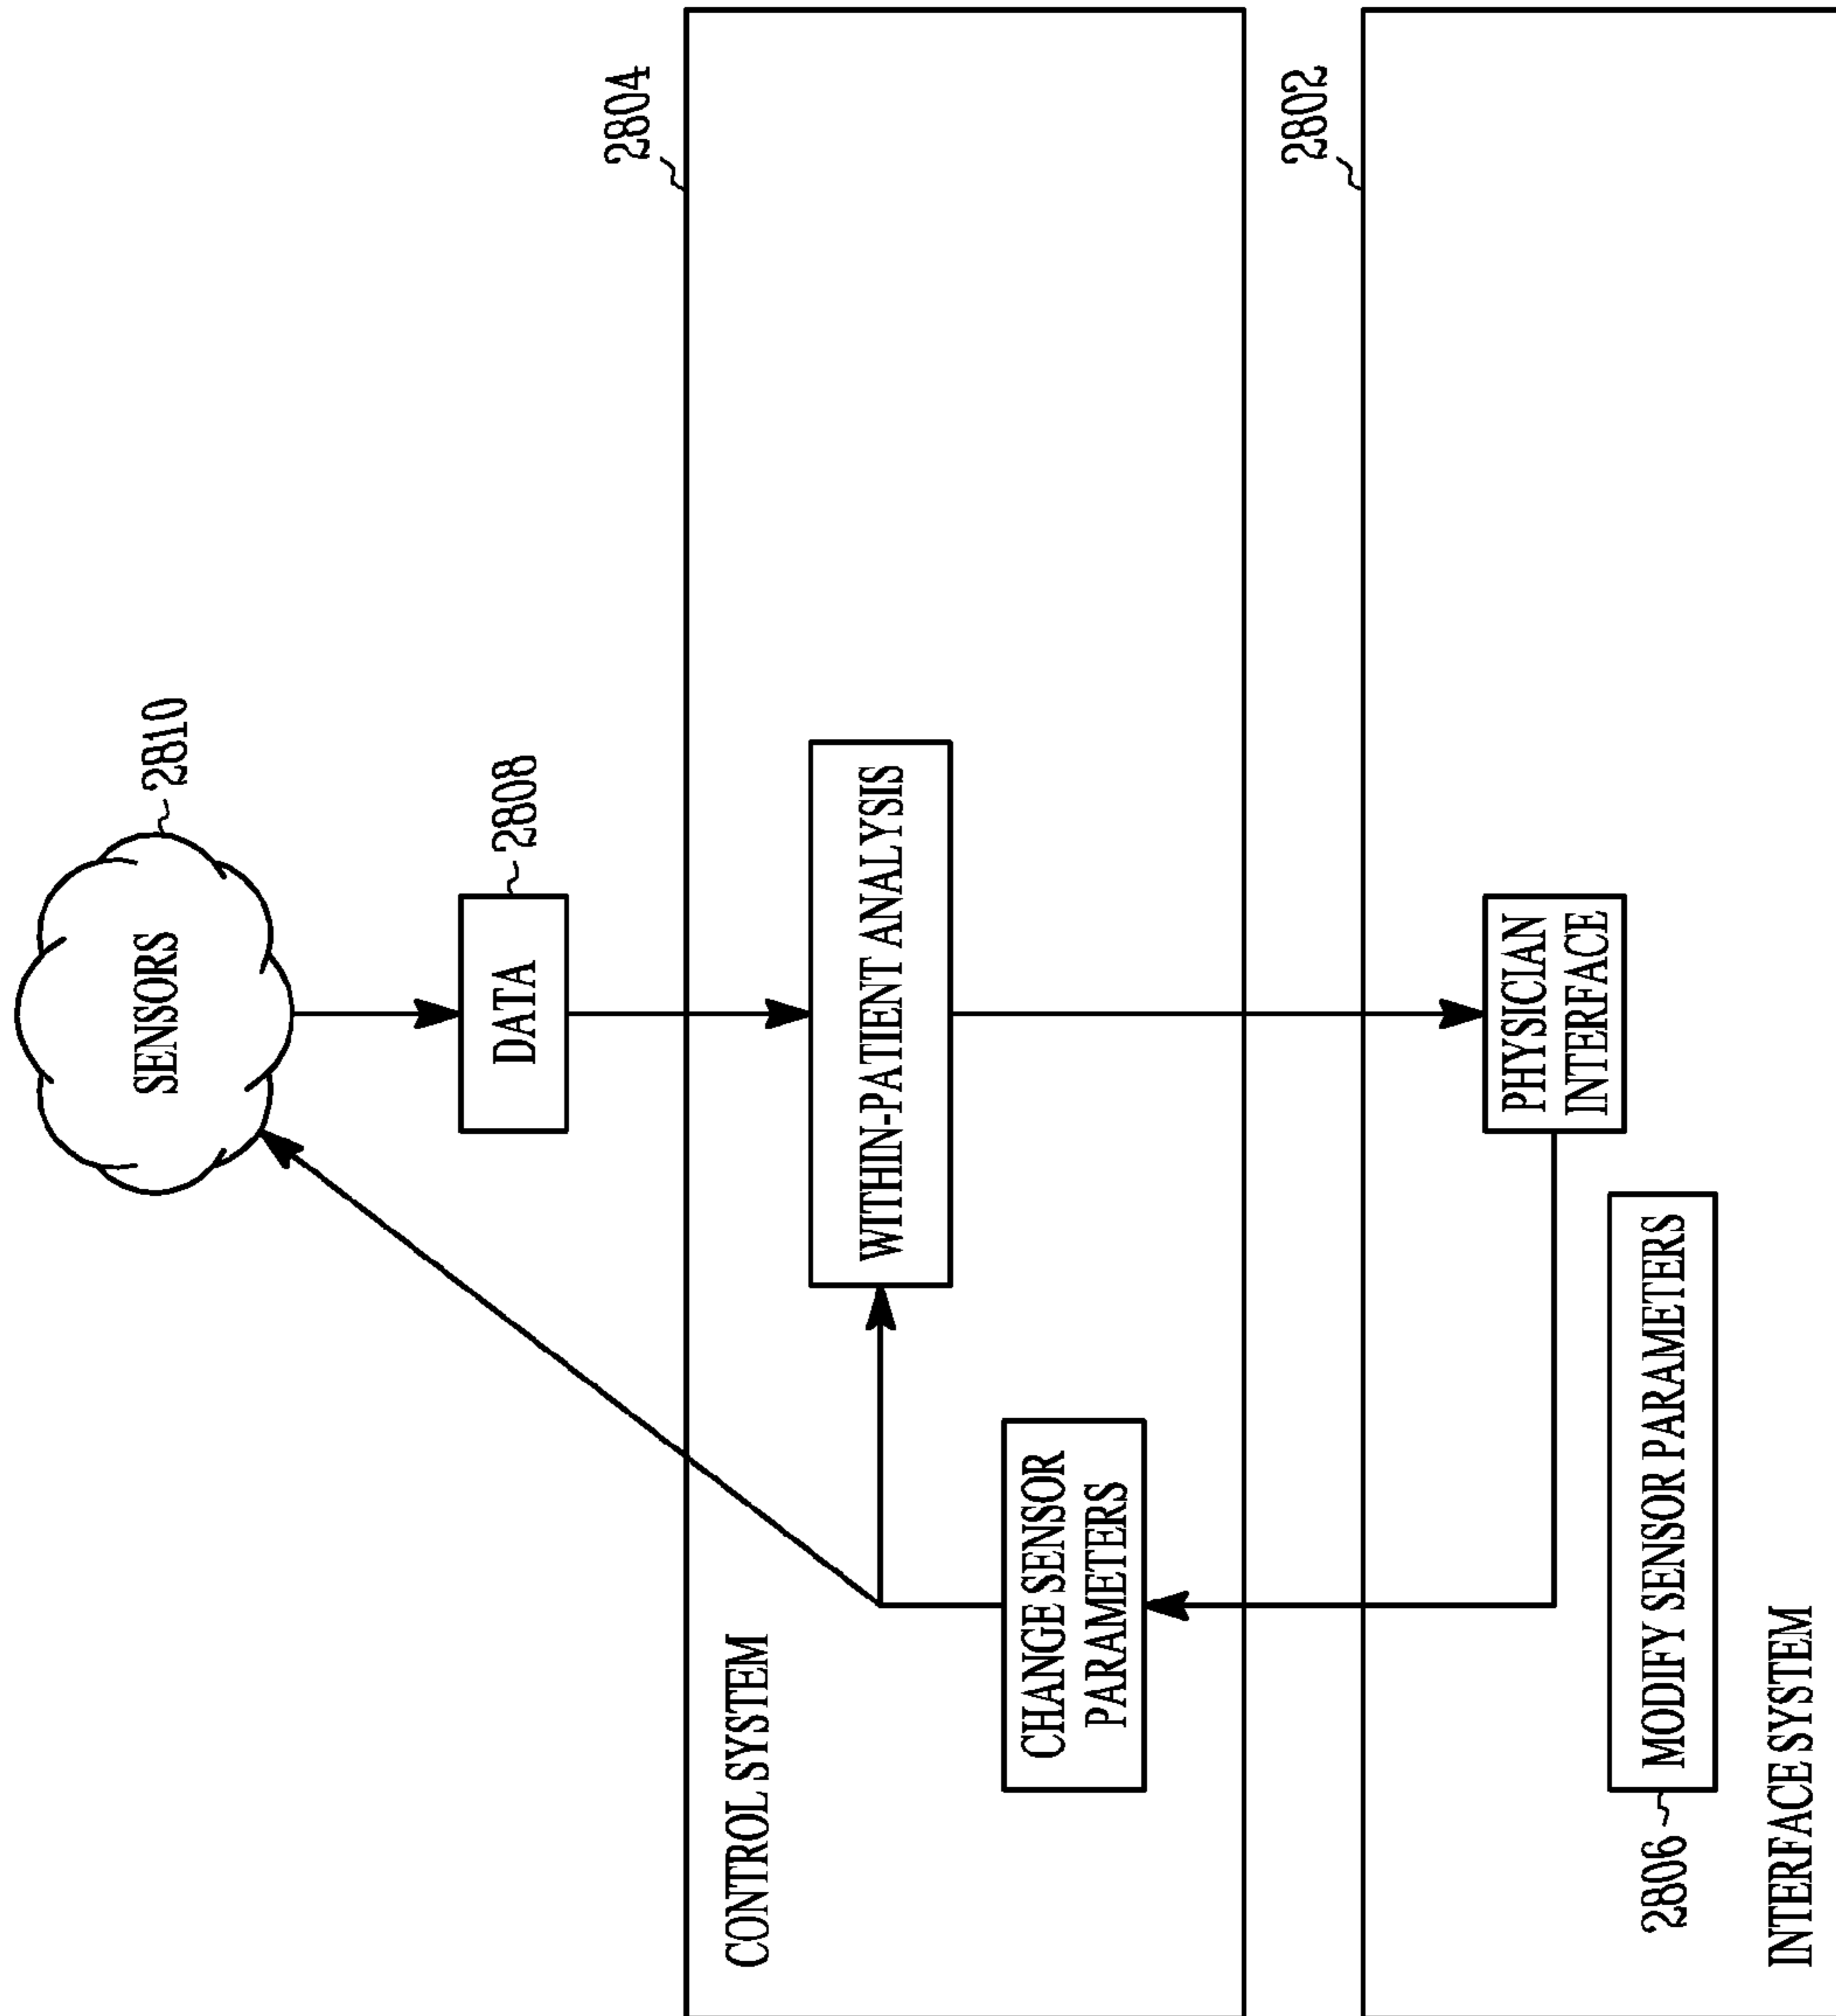 SENSORS
2810
DATA
2808
CONTROL SYSTEM
2804
WITHIN-PATIENT ANALYSIS
CHANGE SENSOR
PARAMETERS
2802
PHYSICIAN
INTERFACE
2806
MODIFY SENSOR PARAMETERS
INTERFACE SYSTEM